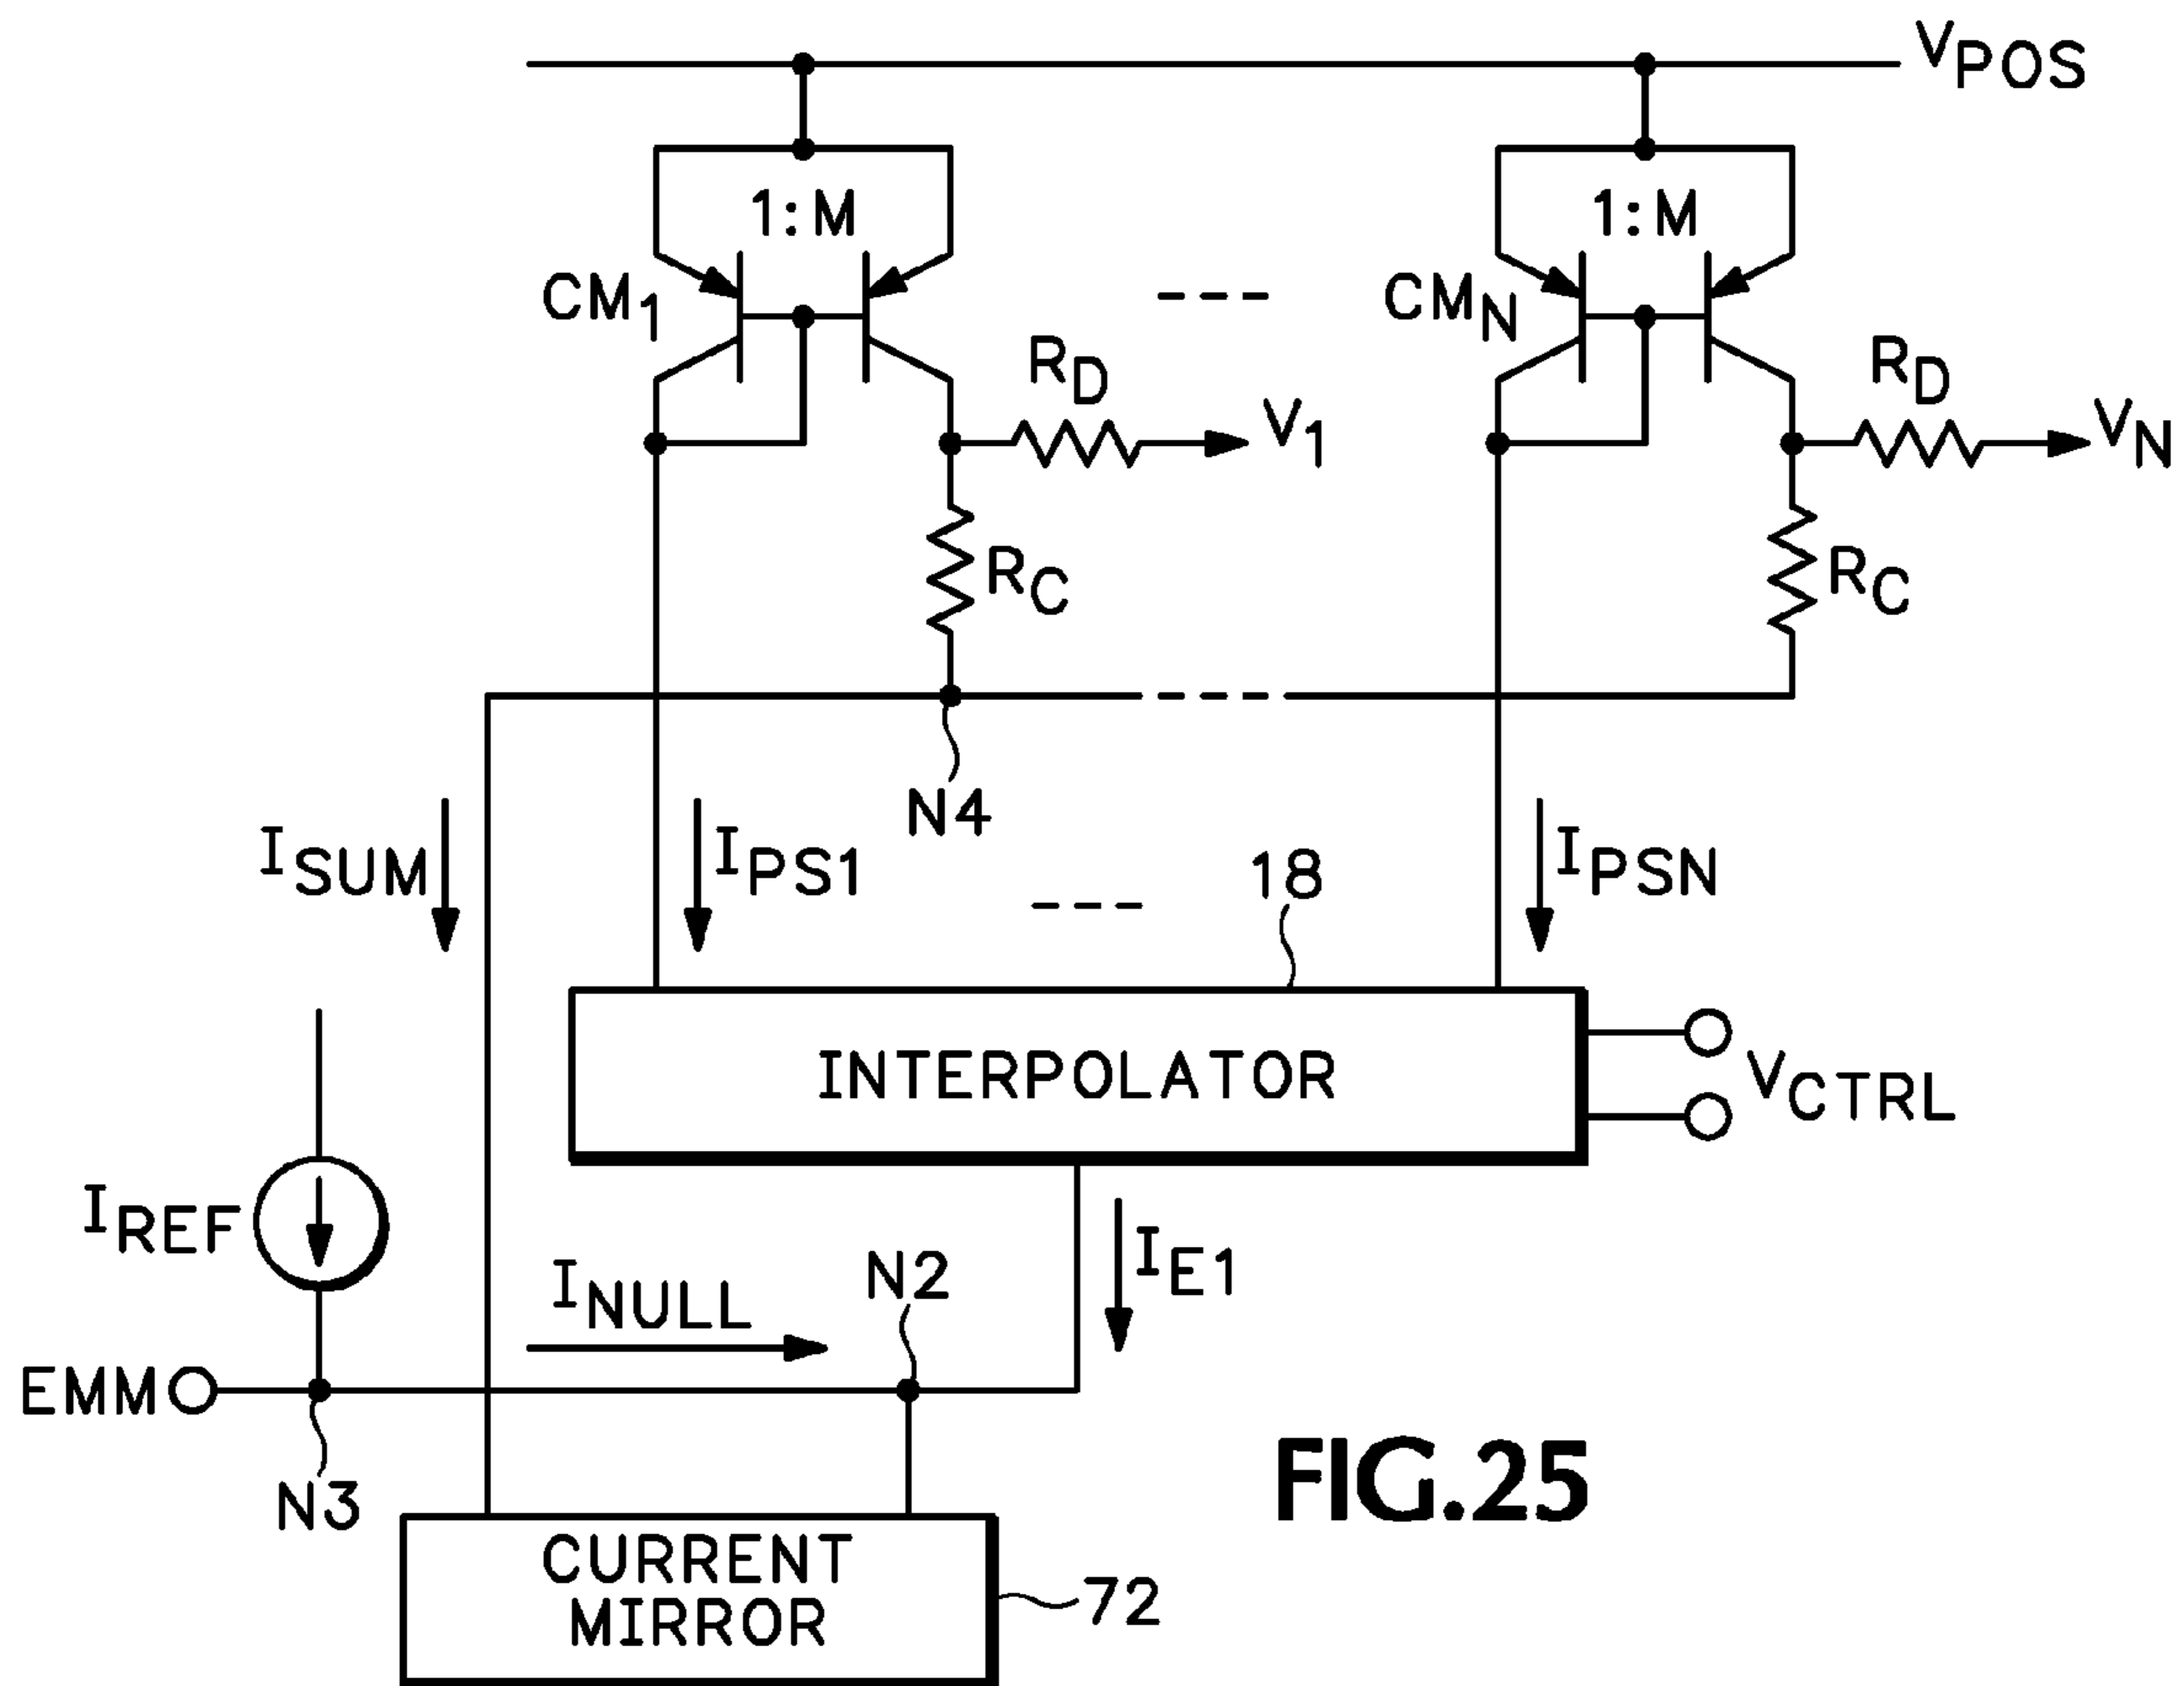 VPOS
1:M
1:M
CM1
CMN
RD
RD
V1
VN
RC
RC
N4
ISUM
IPS1
18
IPSN
INTERPOLATOR
VCTRL
IREF
INULL
N2
IE1
EMM
N3
FIG.25
CURRENT
MIRROR
72